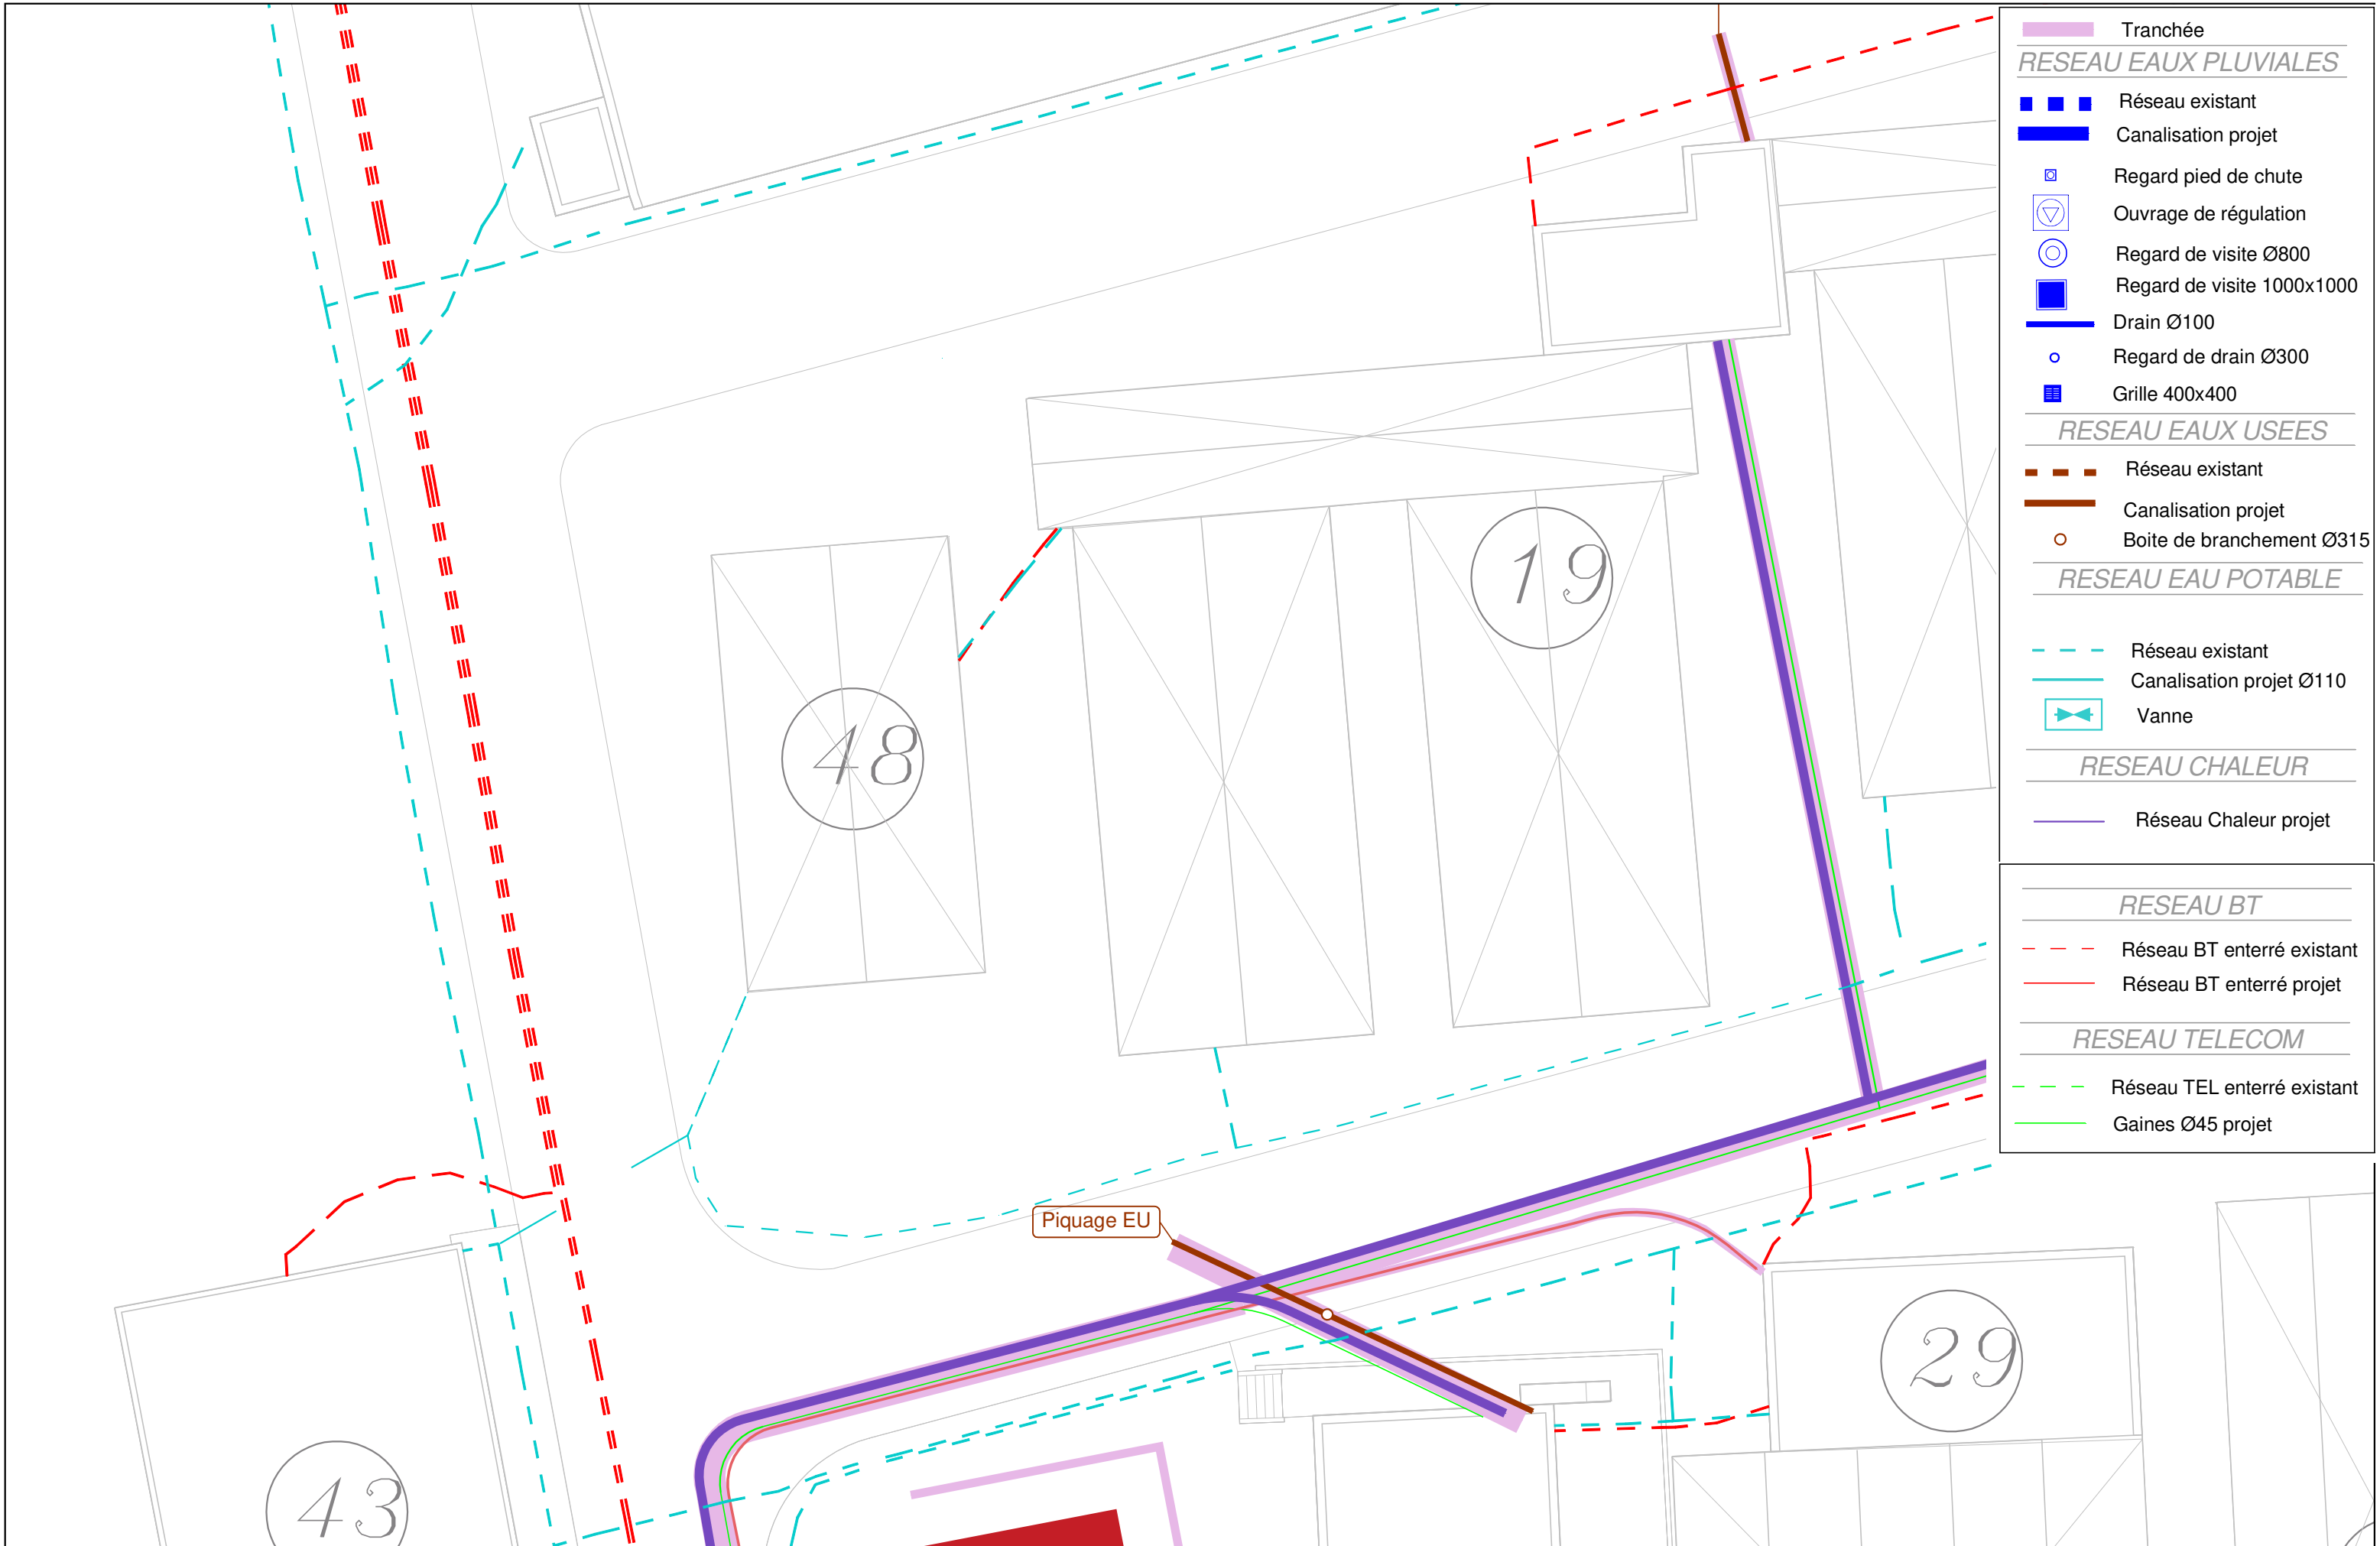 Tranchée
RESEAU EAUX PLUVIALES
Réseau existant
Canalisation projet
Regard pied de chute
Ouvrage de régulation
Regard de visite Ø800
Regard de visite 1000x1000
Drain Ø100
Regard de drain Ø300
Grille 400x400
RESEAU EAUX USEES
Réseau existant
Canalisation projet
Boite de branchement Ø315
RESEAU EAU POTABLE
Réseau existant
Canalisation projet Ø110
Vanne
RESEAU CHALEUR
Réseau Chaleur projet
RESEAU BT
Réseau BT enterré existant
Réseau BT enterré projet
RESEAU TELECOM
Réseau TEL enterré existant
Gaines Ø45 projet
19
48
Piquage EU
29
43